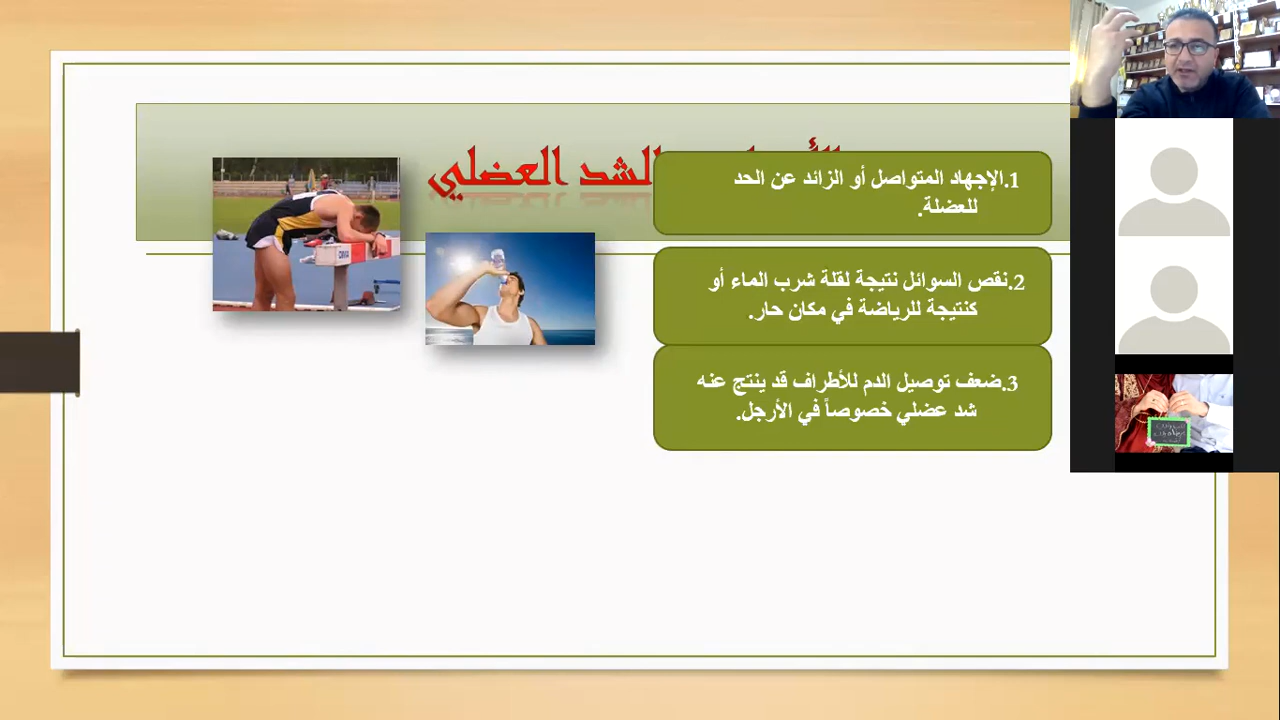 الشد العضلي
1.الإجهاد المتواصل أو الزائد عن الحد
للعضلة.
2.نقص السوائل نتيجة لقلة شرب الماء أو
كنتيجة للرياضة في مكان حار.
3.ضعف توصيل الدم للأطراف قد ينتج عنه
شد عضلي خصوصاً في الأرجل.